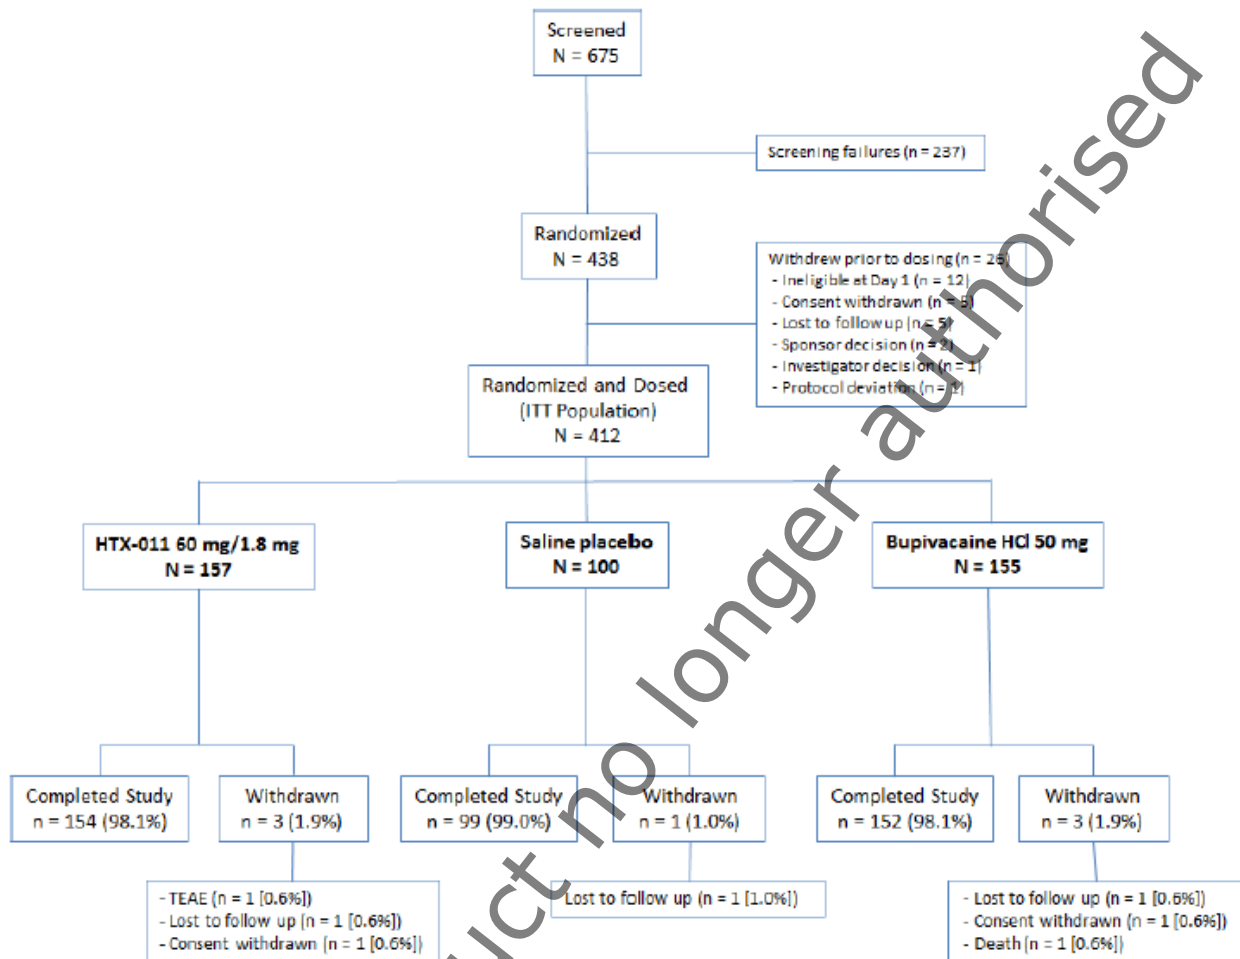 Screened
N = 675
Screening failures (n = 237)
Randomized
N = 438
Withdrew prior to dosing (n = 26)
- Ineligible at Day 1 (n = 12)
- Consent withdrawn (n = 5)
- Lost to follow up (n = 5)
- Sponsor decision (n = 2)
- Investigator decision (n = 1)
- Protocol deviation (n = 1)
Randomized and Dosed
(ITT Population)
N = 412
HTX-011 60 mg/1.8 mg
N = 157
Saline placebo
N = 100
Bupivacaine HCl 50 mg
N = 155
Completed Study
n = 154 (98.1%)
Withdrawn
n = 3 (1.9%)
Completed Study
n = 99 (99.0%)
Withdrawn
n = 1 (1.0%)
Completed Study
n = 152 (98.1%)
Withdrawn
n = 3 (1.9%)
- TEAE (n = 1 [0.6%])
- Lost to follow up (n = 1 [0.6%])
- Consent withdrawn (n = 1 [0.6%])
Lost to follow up (n = 1 [1.0%])
- Lost to follow up (n = 1 [0.6%])
- Consent withdrawn (n = 1 [0.6%])
- Death (n = 1 [0.6%])
uct no longer authorised